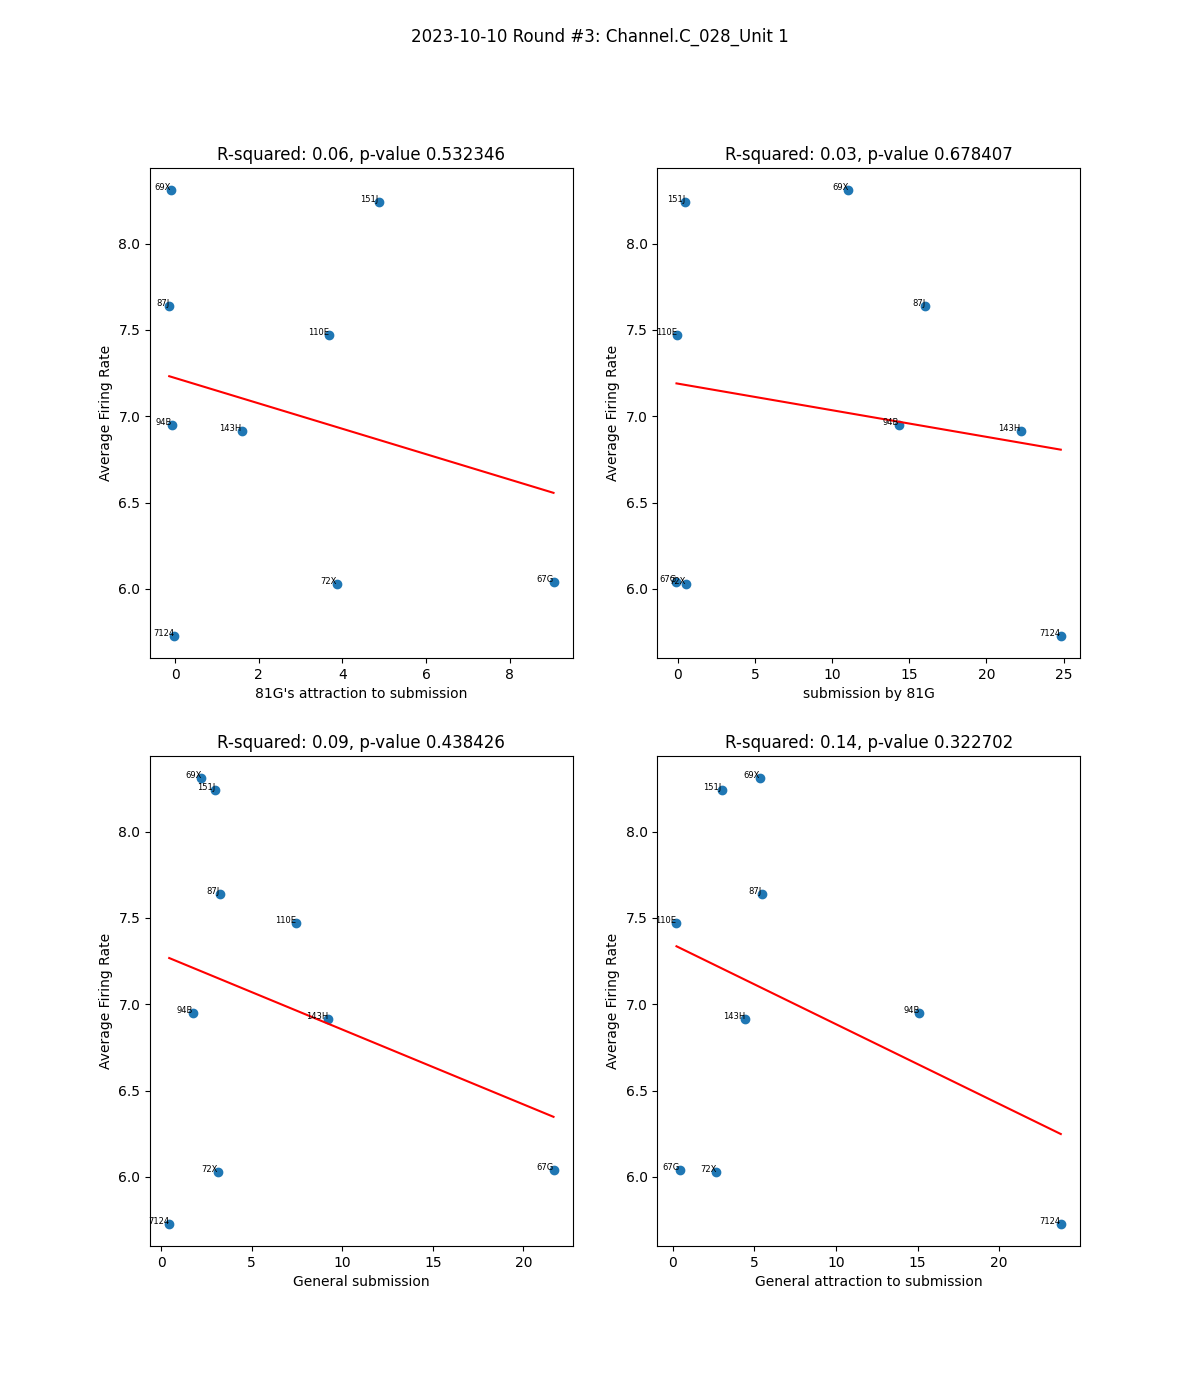 2023-10-10 Round #3: Channel.C_028_Unit 1
R-squared: 0.06, p-value 0.532346
69X
151J
8.0
87J
7.5
110E
7.0
94B
143H
6.5
72X
67G
6.0
7124
0 2 4 6 8
Average Firing Rate
81G's attraction to submission
R-squared: 0.03, p-value 0.678407
69X
151J
8.0
87J
7.5
110E
7.0
94B
143H
6.5
67G
72X
6.0
7124
0 5 10 15 20 25
Average Firing Rate
submission by 81G
R-squared: 0.09, p-value 0.438426
69X
151J
8.0
87J
7.5
110E
7.0
94B
143H
6.5
72X
67G
6.0
7124
0 5 10 15 20
Average Firing Rate
General submission
R-squared: 0.14, p-value 0.322702
69X
151J
8.0
87J
7.5
110E
7.0
94B
143H
6.5
67G
72X
6.0
7124
0 5 10 15 20
Average Firing Rate
General attraction to submission